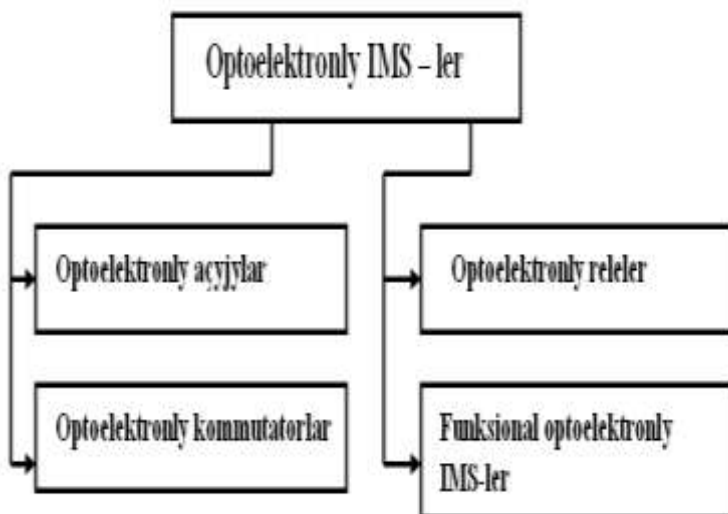 Optoelektronly IMS – ler
Optoelektronly açyjylar
Optoelektronly releler
Optoelektronly kommutatorlar
Funksional optoelektronly
IMS-ler